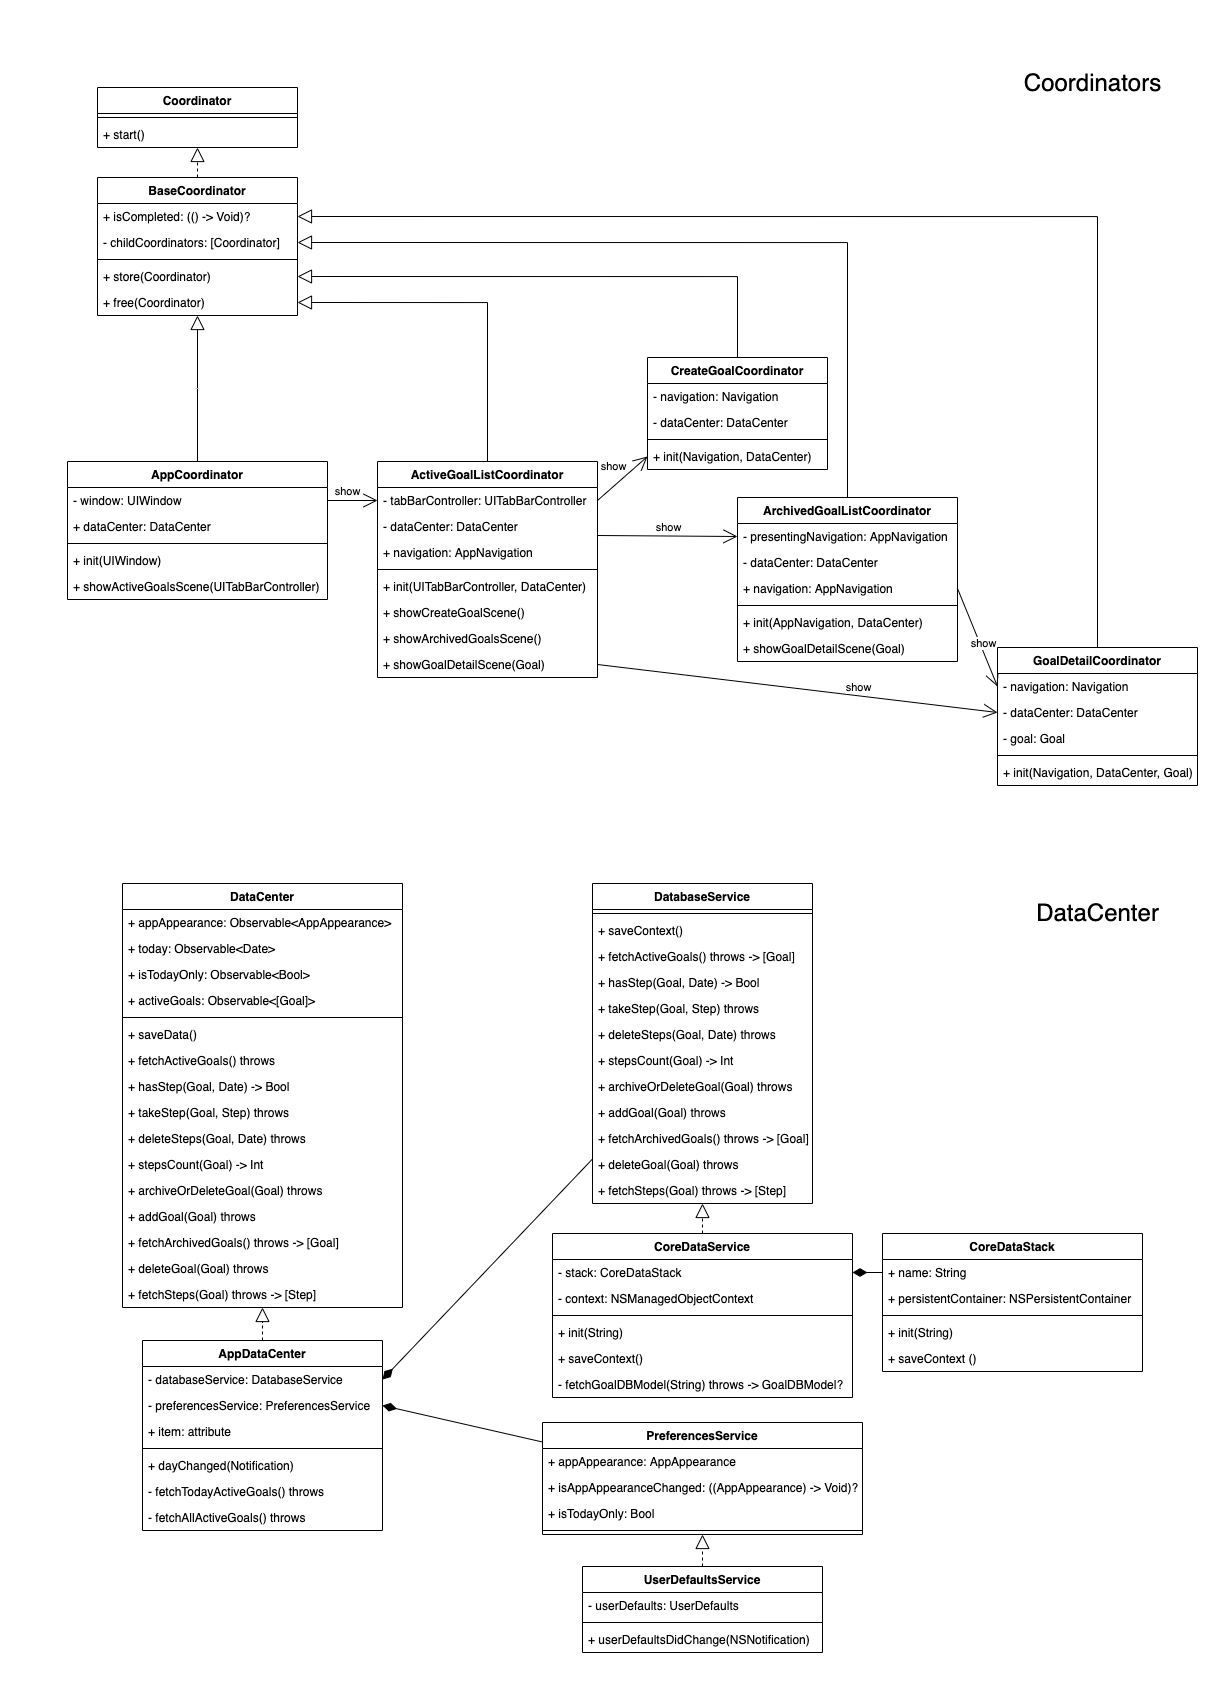 Coordinators
Coordinator
+ start()
BaseCoordinator
+ isCompleted: (() -> Void)?
- childCoordinators: [Coordinator]
+ store(Coordinator)
+ free(Coordinator)
CreateGoalCoordinator
- navigation: Navigation
- dataCenter: DataCenter
+ init(Navigation, DataCenter)
AppCoordinator
- window: UIWindow
+ dataCenter: DataCenter
+ init(UIWindow)
+ showActiveGoalsScene(UITabBarController)
show
ActiveGoalListCoordinator
- tabBarController: UITabBarController
- dataCenter: DataCenter
+ navigation: AppNavigation
+ init(UITabBarController, DataCenter)
+ showCreateGoalScene()
+ showArchivedGoalsScene()
+ showGoalDetailScene(Goal)
show
show
show
ArchivedGoalListCoordinator
- presentingNavigation: AppNavigation
- dataCenter: DataCenter
+ navigation: AppNavigation
+ init(AppNavigation, DataCenter)
+ showGoalDetailScene(Goal)
show
GoalDetailCoordinator
- navigation: Navigation
- dataCenter: DataCenter
- goal: Goal
+ init(Navigation, DataCenter, Goal)
DataCenter
DataCenter
+ appAppearance: Observable<AppAppearance>
+ today: Observable<Date>
+ isTodayOnly: Observable<Bool>
+ activeGoals: Observable<[Goal]>
+ saveData()
+ fetchActiveGoals() throws
+ hasStep(Goal, Date) -> Bool
+ takeStep(Goal, Step) throws
+ deleteSteps(Goal, Date) throws
+ stepsCount(Goal) -> Int
+ archiveOrDeleteGoal(Goal) throws
+ addGoal(Goal) throws
+ fetchArchivedGoals() throws -> [Goal]
+ deleteGoal(Goal) throws
+ fetchSteps(Goal) throws -> [Step]
AppDataCenter
- databaseService: DatabaseService
- preferencesService: PreferencesService
+ item: attribute
+ dayChanged(Notification)
- fetchTodayActiveGoals() throws
- fetchAllActiveGoals() throws
DatabaseService
+ saveContext()
+ fetchActiveGoals() throws -> [Goal]
+ hasStep(Goal, Date) -> Bool
+ takeStep(Goal, Step) throws
+ deleteSteps(Goal, Date) throws
+ stepsCount(Goal) -> Int
+ archiveOrDeleteGoal(Goal) throws
+ addGoal(Goal) throws
+ fetchArchivedGoals() throws -> [Goal]
+ deleteGoal(Goal) throws
+ fetchSteps(Goal) throws -> [Step]
CoreDataService
- stack: CoreDataStack
- context: NSManagedObjectContext
+ init(String)
+ saveContext()
- fetchGoalDBModel(String) throws -> GoalDBModel?
CoreDataStack
+ name: String
+ persistentContainer: NSPersistentContainer
+ init(String)
+ saveContext ()
PreferencesService
+ appAppearance: AppAppearance
+ isAppAppearanceChanged: ((AppAppearance) -> Void)?
+ isTodayOnly: Bool
UserDefaultsService
- userDefaults: UserDefaults
+ userDefaultsDidChange(NSNotification)